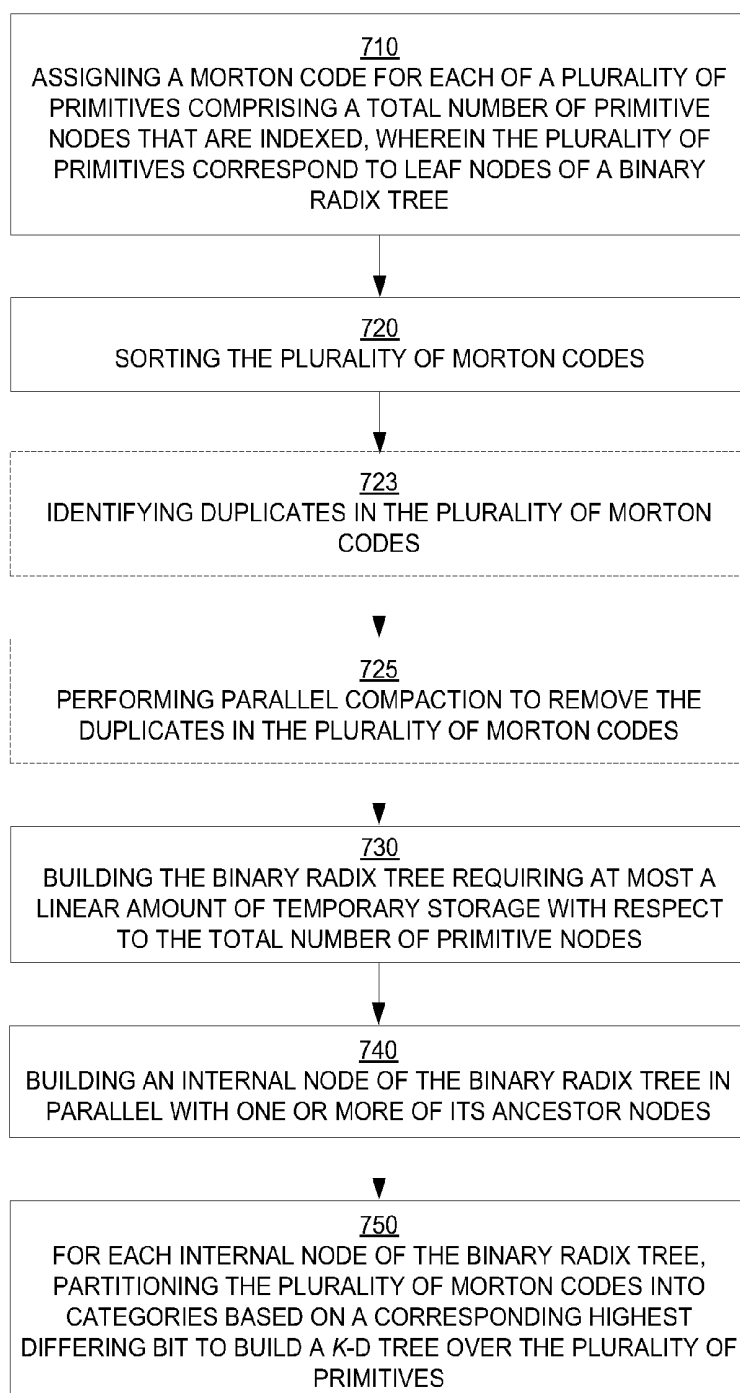 710
ASSIGNING A MORTON CODE FOR EACH OF A PLURALITY OF
PRIMITIVES COMPRISING A TOTAL NUMBER OF PRIMITIVE
NODES THAT ARE INDEXED, WHEREIN THE PLURALITY OF
PRIMITIVES CORRESPOND TO LEAF NODES OF A BINARY
RADIX TREE
720
SORTING THE PLURALITY OF MORTON CODES
723
IDENTIFYING DUPLICATES IN THE PLURALITY OF MORTON
CODES
725
PERFORMING PARALLEL COMPACTION TO REMOVE THE
DUPLICATES IN THE PLURALITY OF MORTON CODES
730
BUILDING THE BINARY RADIX TREE REQUIRING AT MOST A
LINEAR AMOUNT OF TEMPORARY STORAGE WITH RESPECT
TO THE TOTAL NUMBER OF PRIMITIVE NODES
740
BUILDING AN INTERNAL NODE OF THE BINARY RADIX TREE IN
PARALLEL WITH ONE OR MORE OF ITS ANCESTOR NODES
750
FOR EACH INTERNAL NODE OF THE BINARY RADIX TREE,
PARTITIONING THE PLURALITY OF MORTON CODES INTO
CATEGORIES BASED ON A CORRESPONDING HIGHEST
DIFFERING BIT TO BUILD A K-D TREE OVER THE PLURALITY OF
PRIMITIVES